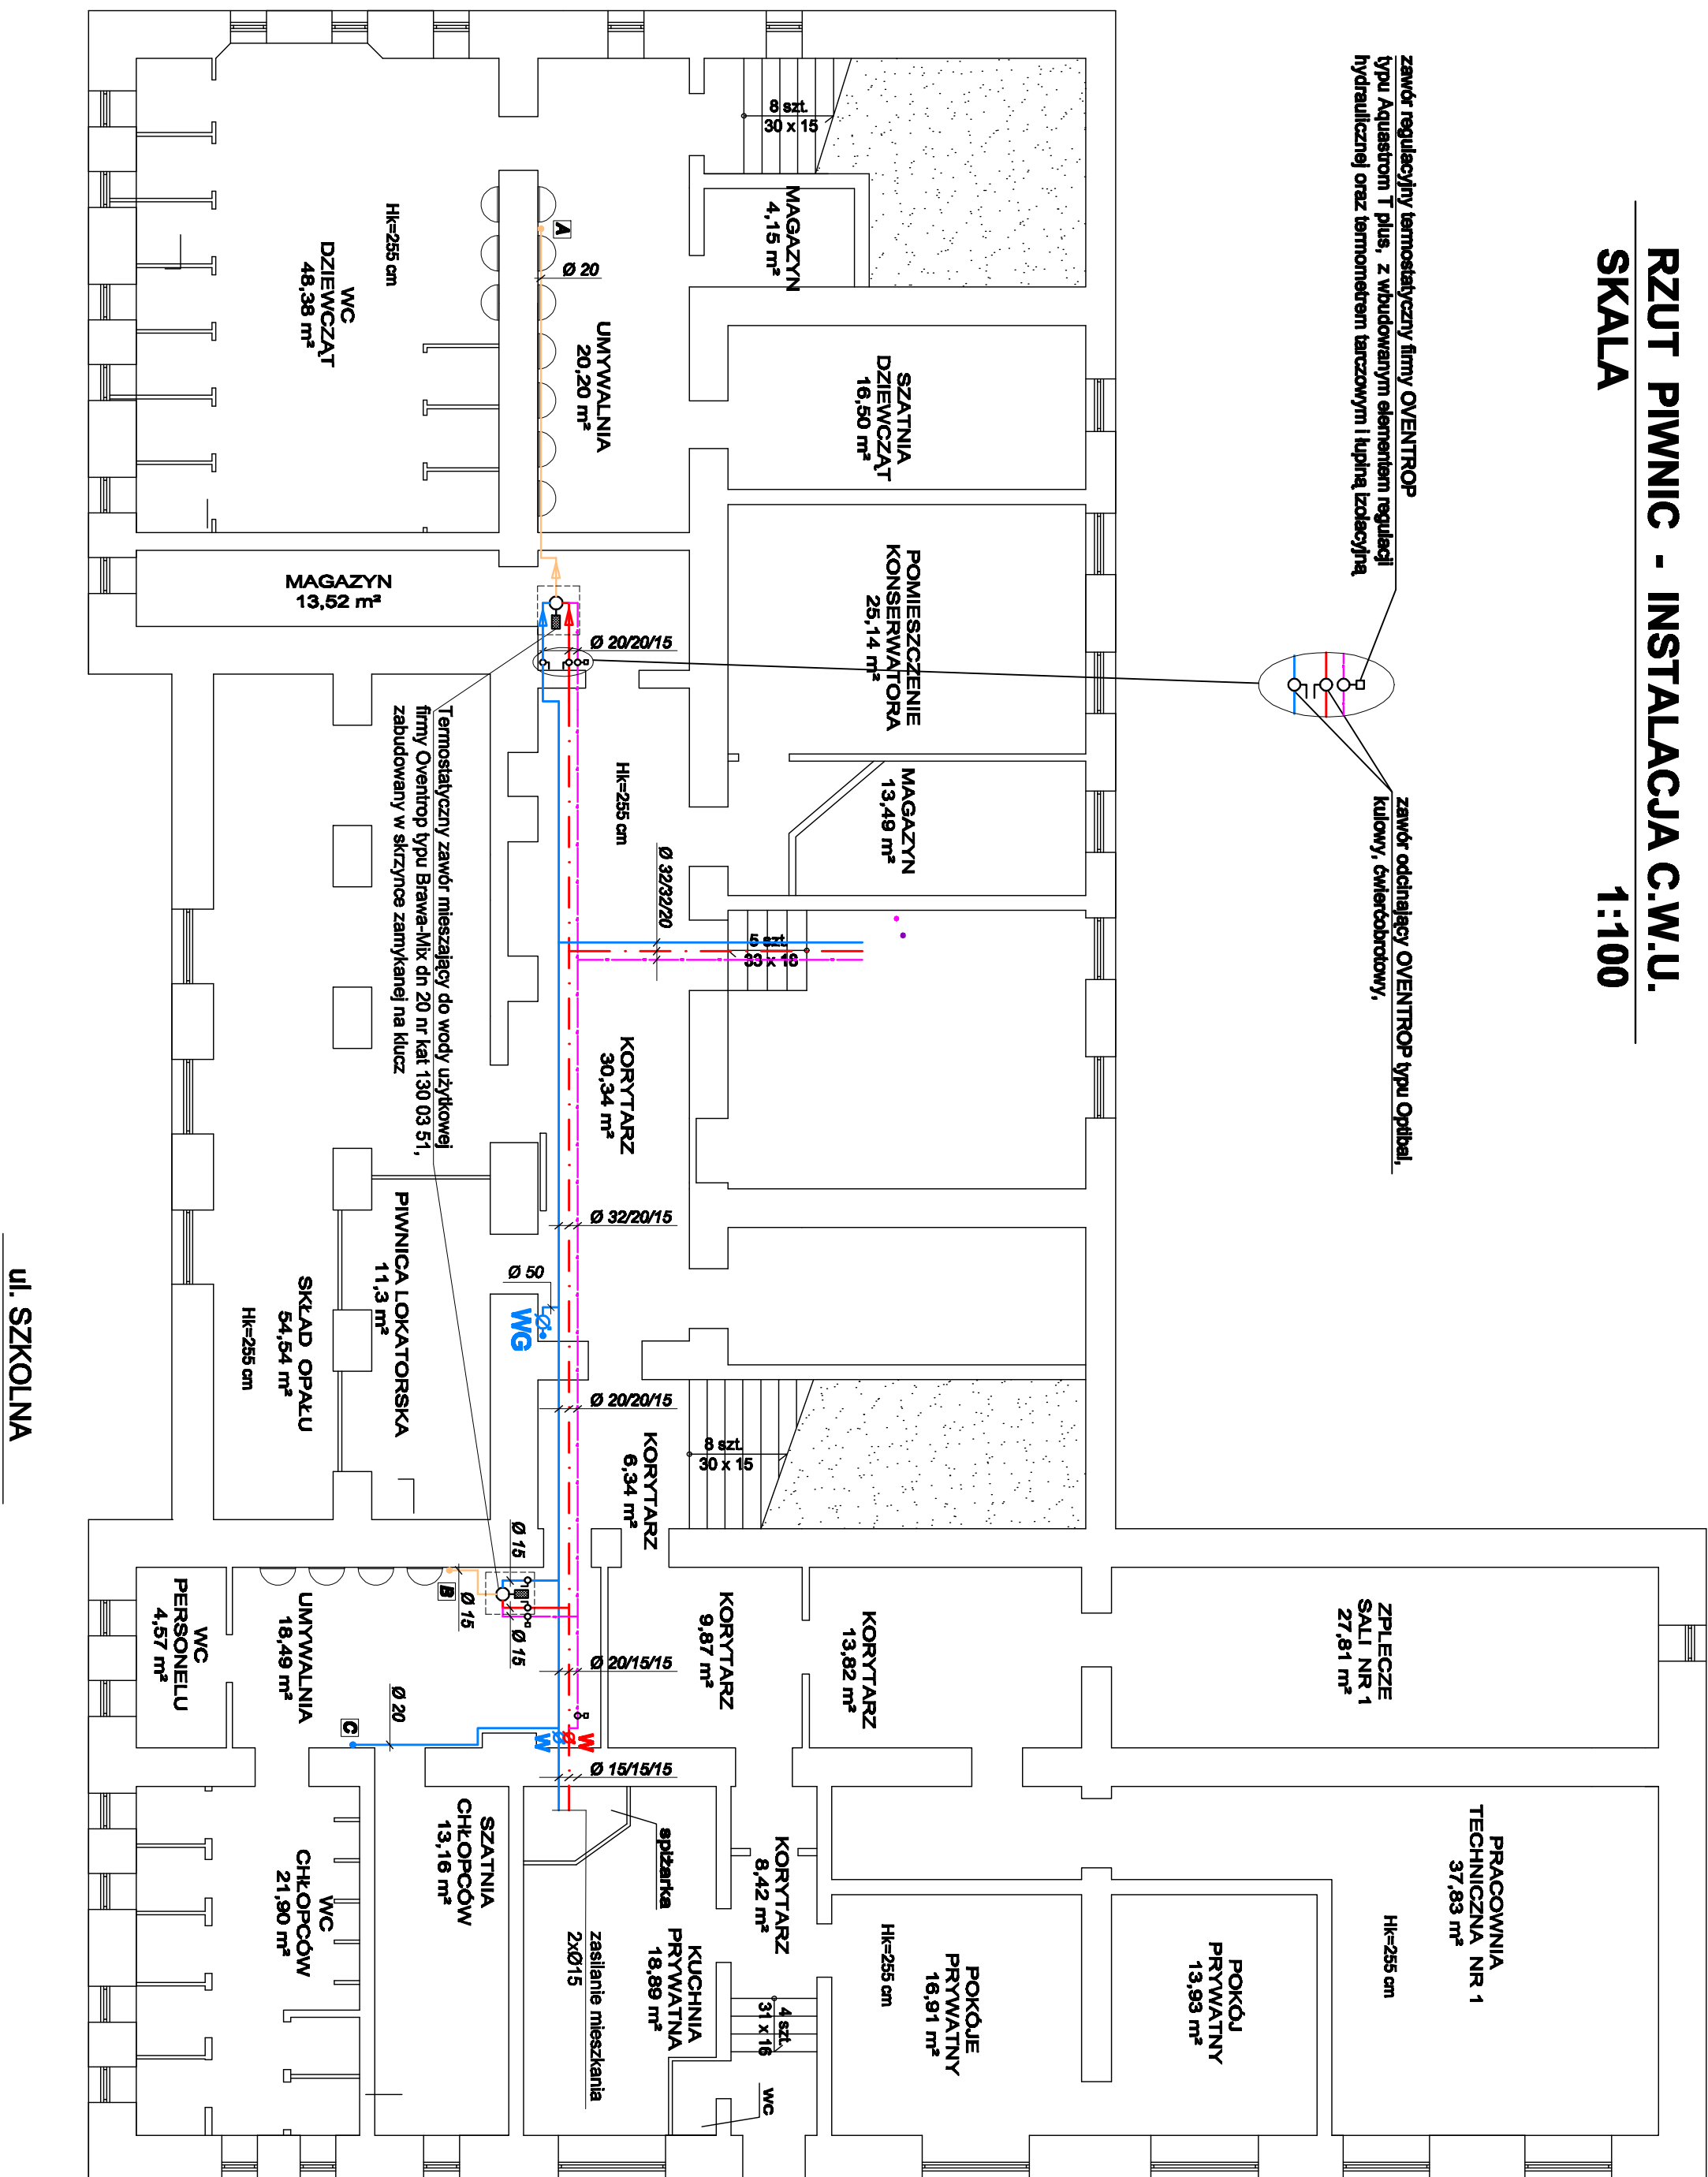 RZUT PIWNIC - INSTALACJA C.W.U.
SKALA 1:100
zawór regulacyjny termostatyczny firmy OVENTROP
typu Aquastrom T plus, z wbudowanym elementem regulacji
hydraulicznej oraz termometrem tarczowym i łupiną izolacyjną
zawór odcinający OVENTROP typu Optibal,
kulowy, ćwierćobrotowy,
8 szt.
30 x 15
MAGAZYN
4,15 m²
SZATNIA
DZIEWCZĄT
16,50 m²
POMIESZCZENIE
KONSERWATORA
25,14 m²
MAGAZYN
13,49 m²
5 szt.
33 x 16
8 szt.
30 x 15
ZPLECZE
SALI NR 1
27,81 m²
PRACOWNIA
TECHNICZNA NR 1
37,83 m²
Hk=255 cm
POKÓJ
PRYWATNY
13,93 m²
POKÓJE
PRYWATNY
16,91 m²
Hk=255 cm
KORYTARZ
13,82 m²
KORYTARZ
9,87 m²
KORYTARZ
8,42 m²
4 szt.
31 x 16
WC
KUCHNIA
PRYWATNA
18,89 m²
spiżarka
zasilanie mieszkania
2xØ15
A
Ø 20
UMYWALNIA
20,20 m²
Ø 20/20/15
Hk=255 cm
Ø 32/32/20
KORYTARZ
30,34 m²
Ø 32/20/15
Ø 50
WG
Ø 20/20/15
KORYTARZ
6,34 m²
Ø 15
Ø 15
Ø 15
B
Ø 20/15/15
W
W
Ø 15/15/15
Hk=255 cm
WC
DZIEWCZĄT
48,38 m²
MAGAZYN
13,52 m²
Termostatyczny zawór mieszający do wody użytkowej
firmy Oventrop typu Brawa-Mix dn 20 nr kat 130 03 51,
zabudowany w skrzynce zamykanej na klucz
PIWNICA LOKATORSKA
11,3 m²
SKŁAD OPAŁU
54,54 m²
Hk=255 cm
UMYWALNIA
18,49 m²
WC
PERSONELU
4,57 m²
Ø 20
C
SZATNIA
CHŁOPCÓW
13,16 m²
WC
CHŁOPCÓW
21,90 m²
ul. SZKOLNA